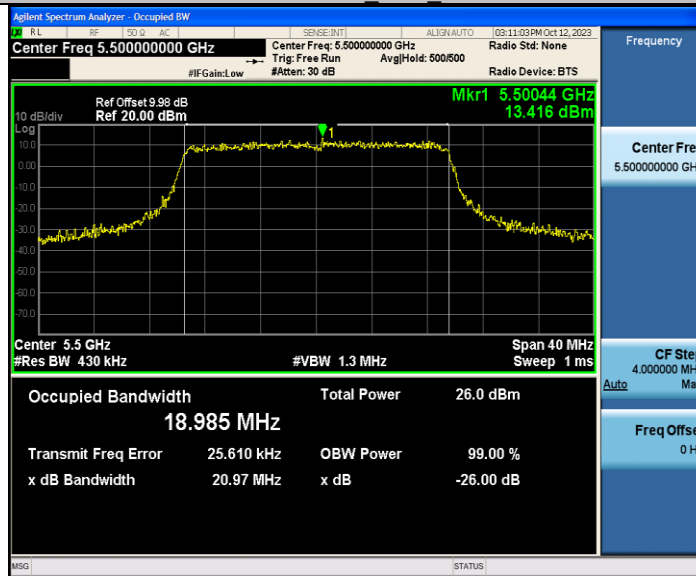 Agilent Spectrum Analyzer - Occupied BW
RL RF 50 Ω AC SENSE:INT ALIGN AUTO 03:11:03 PM Oct 12, 2023
Center Freq 5.500000000 GHz Center Freq: 5.500000000 GHz Radio Std: None Frequency
Trig: Free Run Avg|Hold: 500/500
#IFGain:Low #Atten: 30 dB Radio Device: BTS
Ref Offset 9.98 dB Mkr1 5.50044 GHz
10 dB/div Ref 20.00 dBm 13.416 dBm
Log
1
10.0
0.00
-10.0
-20.0
-30.0
-40.0
-50.0
-60.0
-70.0
Center Fre
5.500000000 GH
Center 5.5 GHz Span 40 MHz
#Res BW 430 kHz #VBW 1.3 MHz Sweep 1 ms
CF Ste
4.000000 MH
Auto Ma
Occupied Bandwidth Total Power 26.0 dBm
18.985 MHz
Transmit Freq Error 25.610 kHz OBW Power 99.00 %
x dB Bandwidth 20.97 MHz x dB -26.00 dB
Freq Offse
0 H
MSG STATUS